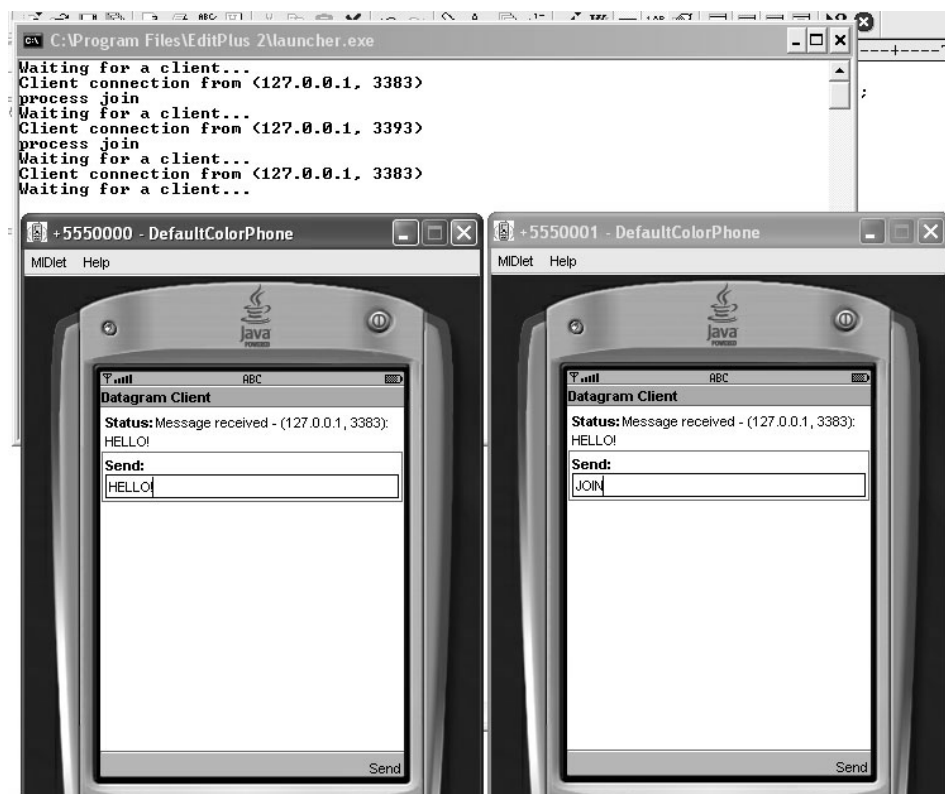 C:\Program Files\EditPlus 2\launcher.exe
Waiting for a client...
Client connection from (127.0.0.1, 3383)
process join
Waiting for a client...
Client connection from (127.0.0.1, 3393)
process join
Waiting for a client...
Client connection from (127.0.0.1, 3383)
Waiting for a client...
+5550000 - DefaultColorPhone
MIDlet Help
Java
POWERED
ABC
Datagram Client
Status: Message received - (127.0.0.1, 3383):
HELLO!
Send:
HELLO!
Send
+5550001 - DefaultColorPhone
MIDlet Help
Java
POWERED
ABC
Datagram Client
Status: Message received - (127.0.0.1, 3383):
HELLO!
Send:
JOIN
Send